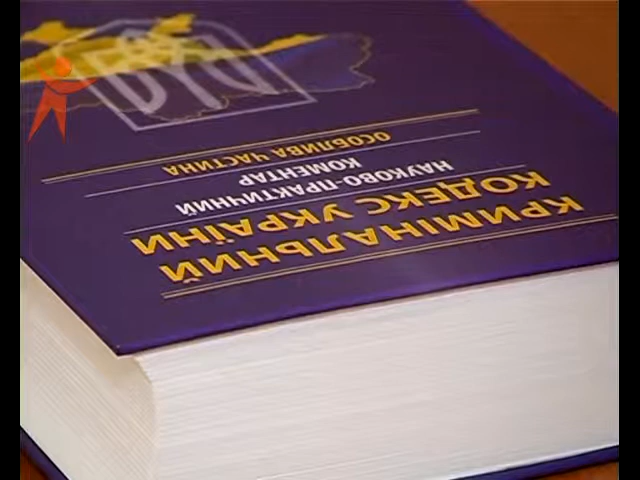 КРИМІНАЛЬНИЙ
КОДЕКС УКРАЇНИ
НАУКОВО-ПРАКТИЧНИЙ
КОМЕНТАР
ОСОБЛИВА ЧАСТИНА